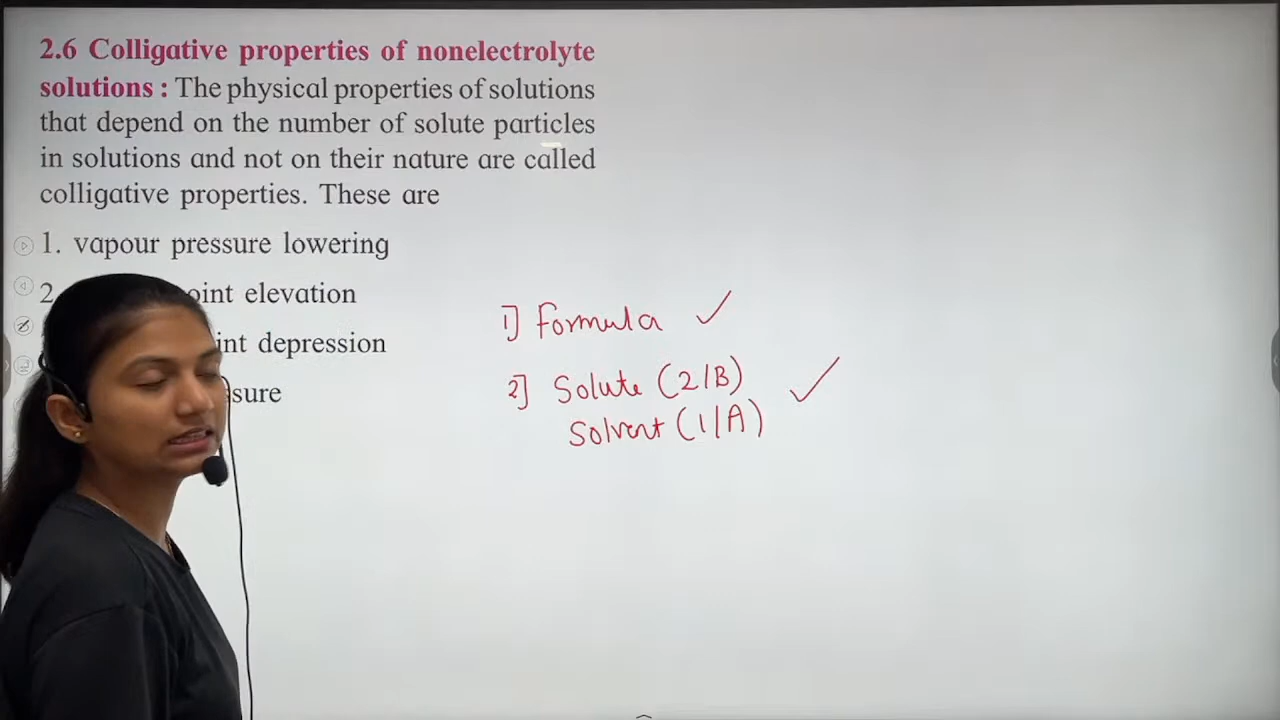 2.6 Colligative properties of nonelectrolyte
solutions : The physical properties of solutions
that depend on the number of solute particles
in solutions and not on their nature are called
colligative properties. These are
1. vapour pressure lowering
2 oint elevation
int depression
sure
1] Formula ✓
2] Solute (2/B) ✓
Solvent (1/A)